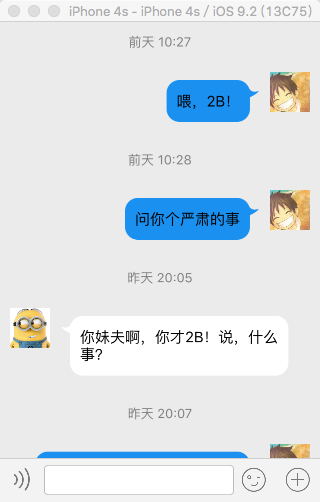 iPhone 4s - iPhone 4s / iOS 9.2 (13C75)
前天 10:27
喂，2B！
前天 10:28
问你个严肃的事
昨天 20:05
你妹夫啊，你才2B！说，什么
事?
昨天 20:07